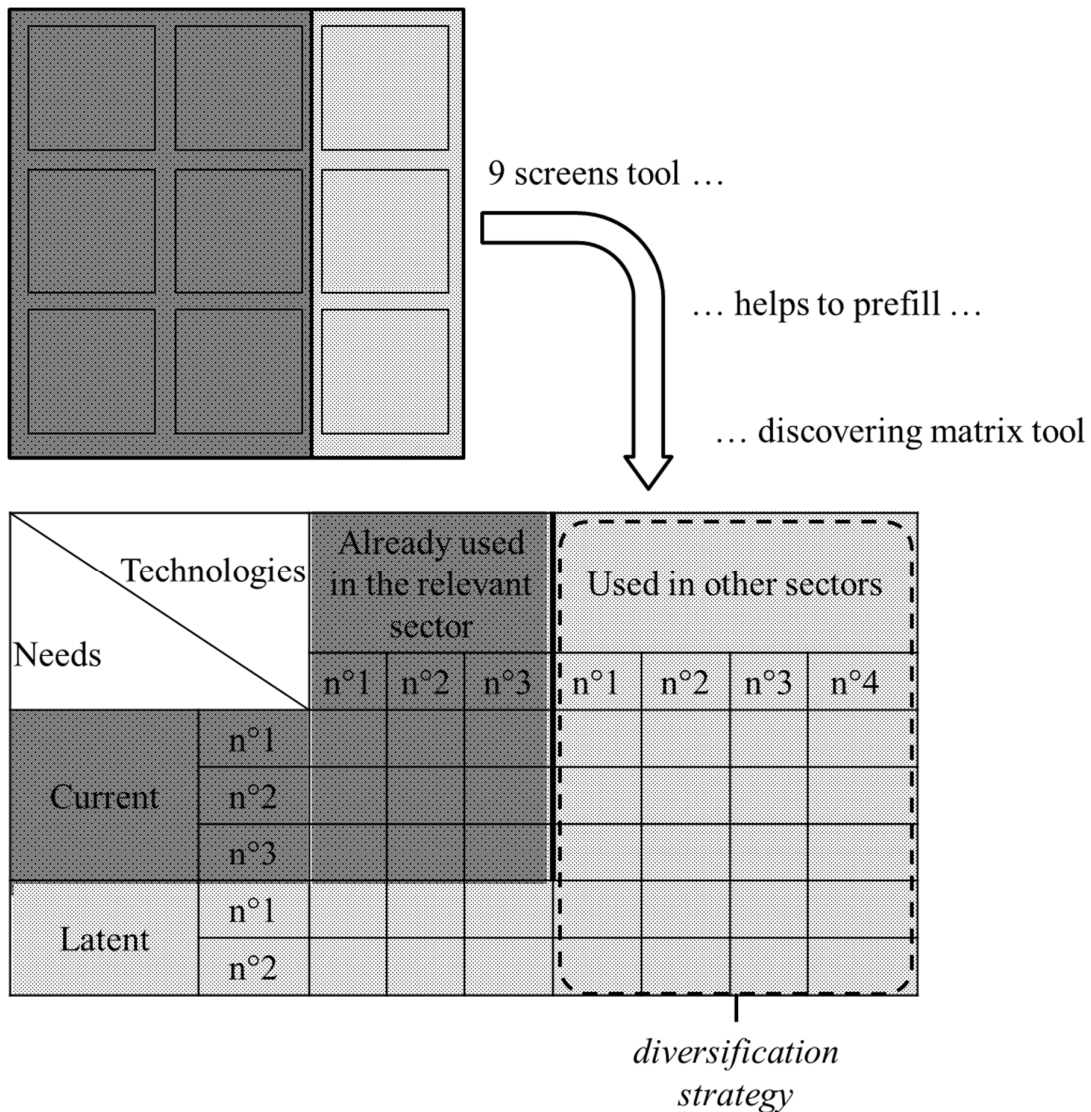 9 screens tool …
… helps to prefill …
… discovering matrix tool
Technologies
Needs
Already used
in the relevant
sector
Used in other sectors
n°1 n°2 n°3 n°1 n°2 n°3 n°4
Current
n°1
n°2
n°3
Latent
n°1
n°2
diversification
strategy